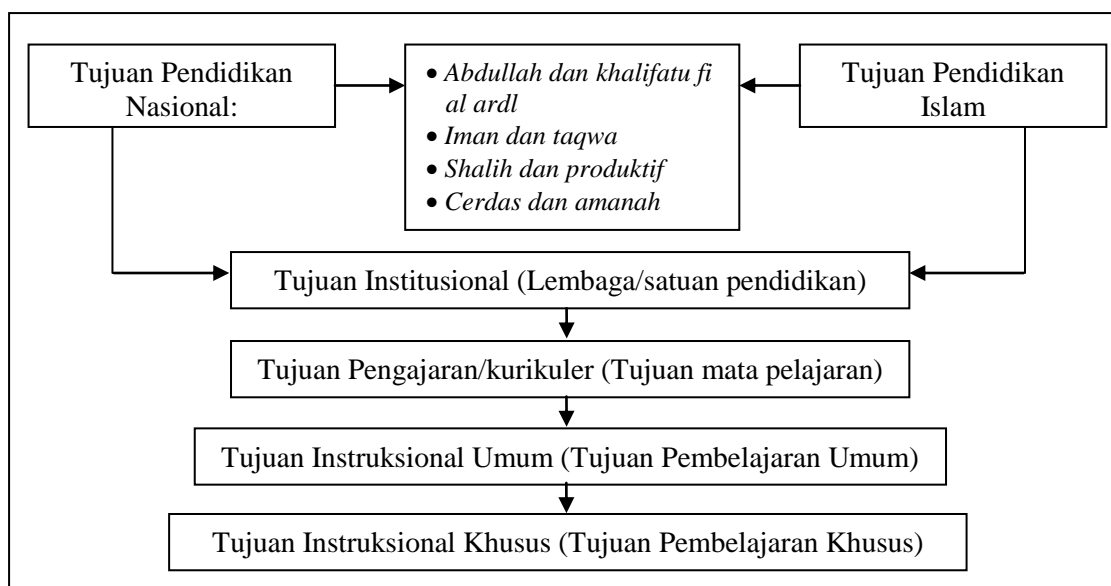 Tujuan Pendidikan
Nasional:
• Abdullah dan khalifatu fi
al ardl
• Iman dan taqwa
• Shalih dan produktif
• Cerdas dan amanah
Tujuan Pendidikan
Islam
Tujuan Institusional (Lembaga/satuan pendidikan)
Tujuan Pengajaran/kurikuler (Tujuan mata pelajaran)
Tujuan Instruksional Umum (Tujuan Pembelajaran Umum)
Tujuan Instruksional Khusus (Tujuan Pembelajaran Khusus)